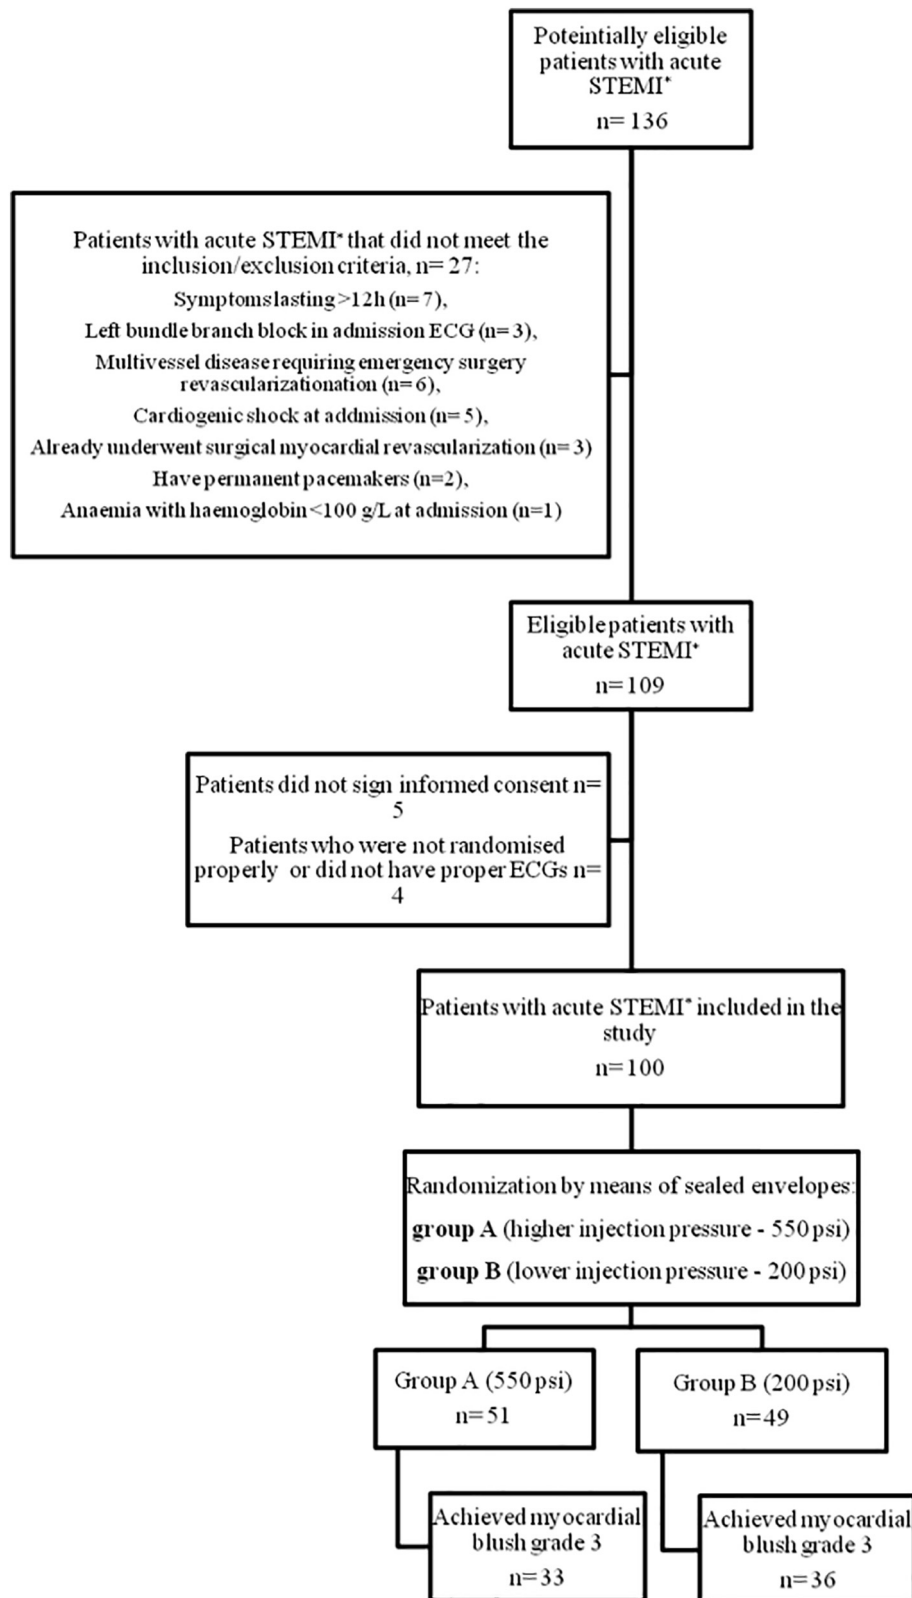 Poteintially eligible
patients with acute
STEMI*
n= 136
Patients with acute STEMI* that did not meet the
inclusion/exclusion criteria, n= 27:
Symptoms lasting >12h (n= 7),
Left bundle branch block in admission ECG (n= 3),
Multivessel disease requiring emergency surgery
revascularizationation (n= 6),
Cardiogenic shock at addmission (n= 5),
Already underwent surgical myocardial revascularization (n= 3)
Have permanent pacemakers (n=2),
Anaemia with haemoglobin <100 g/L at admission (n=1)
Eligible patients with
acute STEMI*
n= 109
Patients did not sign informed consent n=
5
Patients who were not randomised
properly or did not have proper ECGs n=
4
Patients with acute STEMI* included in the
study
n= 100
Randomization by means of sealed envelopes:
group A (higher injection pressure - 550 psi)
group B (lower injection pressure - 200 psi)
Group A (550 psi)
n= 51
Group B (200 psi)
n=49
Achieved myocardial
blush grade 3
n= 33
Achieved myocardial
blush grade 3
n= 36